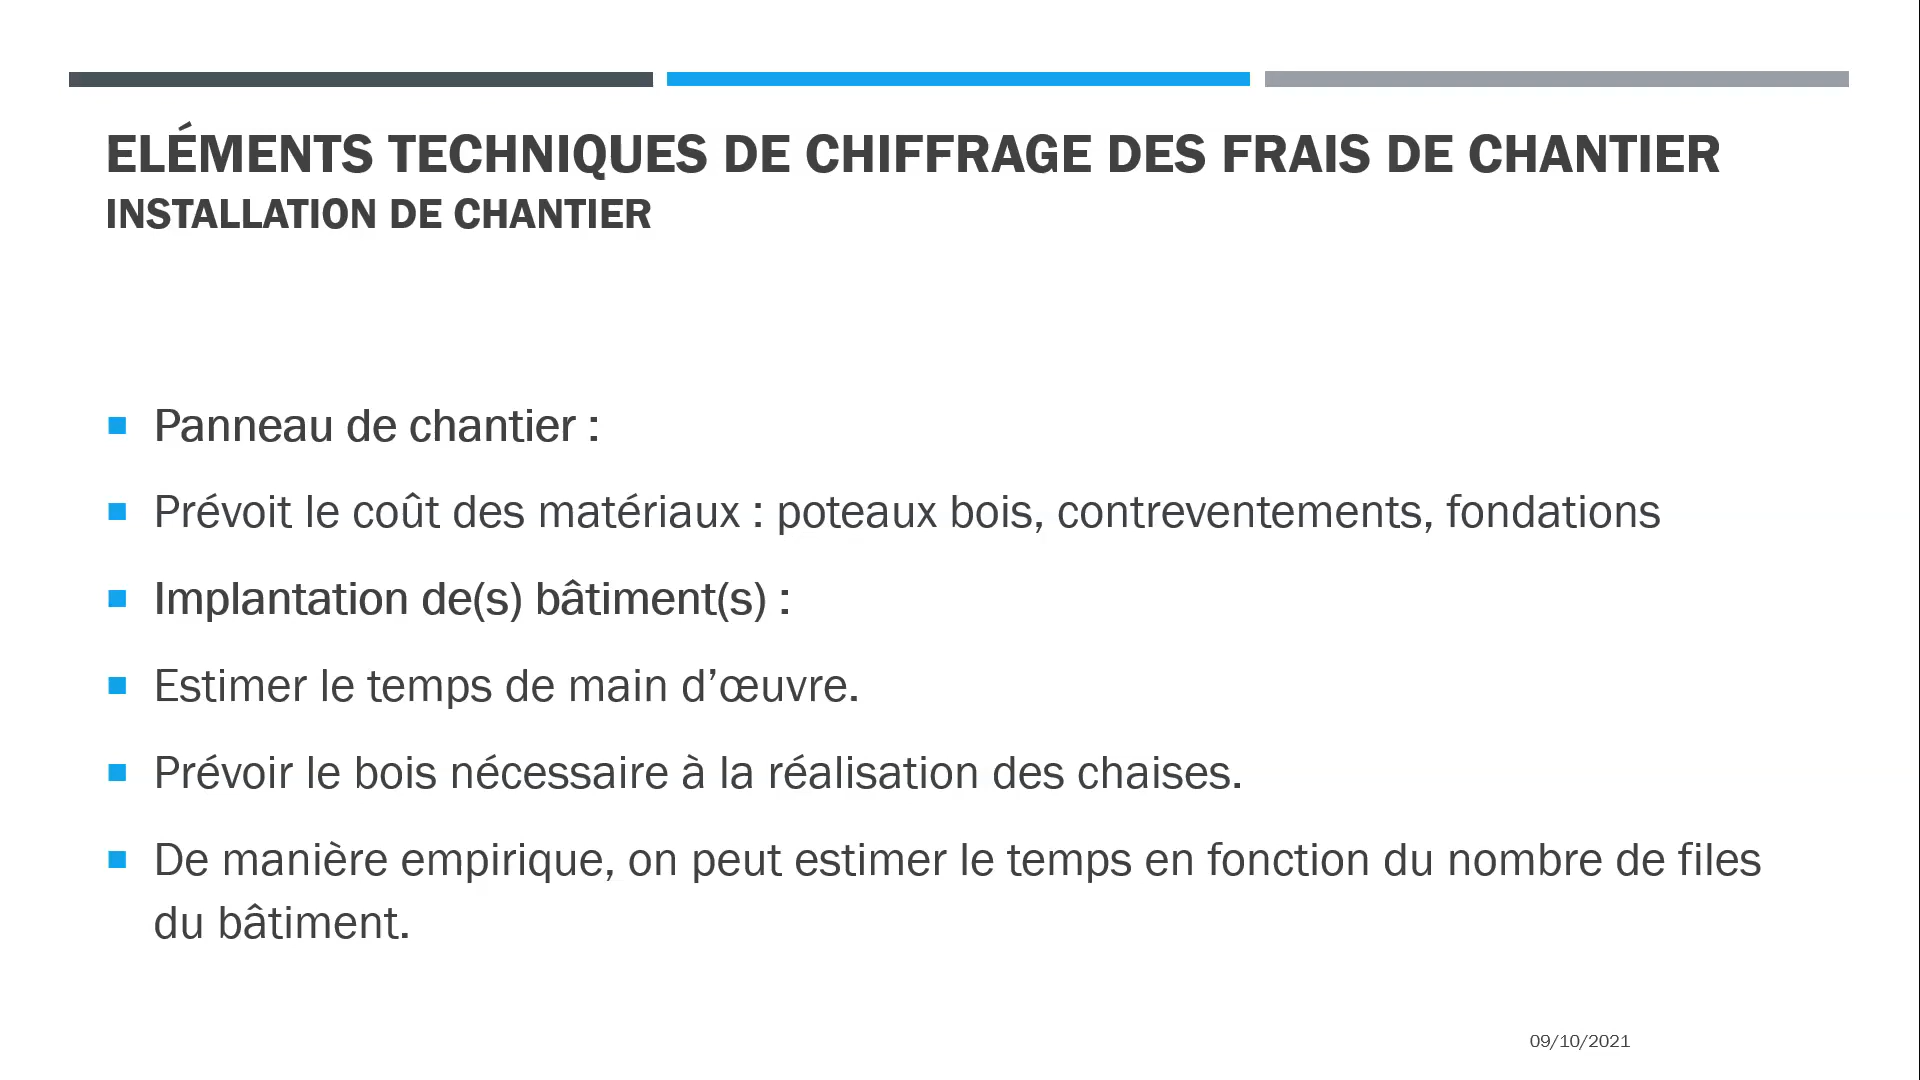 ELÉMENTS TECHNIQUES DE CHIFFRAGE DES FRAIS DE CHANTIER
INSTALLATION DE CHANTIER
Panneau de chantier :
Prévoit le coût des matériaux : poteaux bois, contreventements, fondations
Implantation de(s) bâtiment(s) :
Estimer le temps de main d’œuvre.
Prévoir le bois nécessaire à la réalisation des chaises.
De manière empirique, on peut estimer le temps en fonction du nombre de files
du bâtiment.
09/10/2021